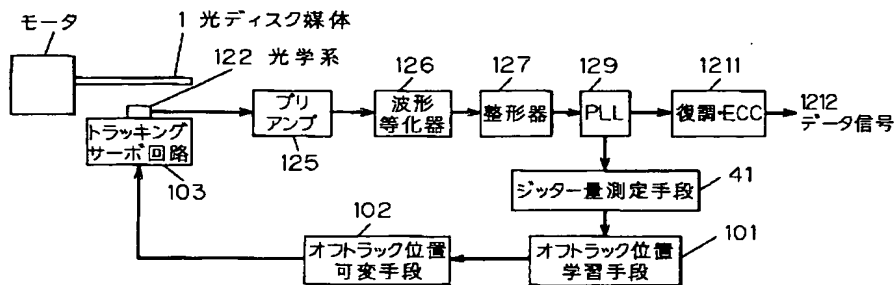 モータ
1 光ディスク媒体
122 光学系
トラッキング
サーボ回路
103
プリ
アンプ
125
126
波形
等化器
127
整形器
129
PLL
1211
復調・ECC
1212
データ信号
ジッター量測定手段
41
102
オフトラック位置
可変手段
オフトラック位置
学習手段
101